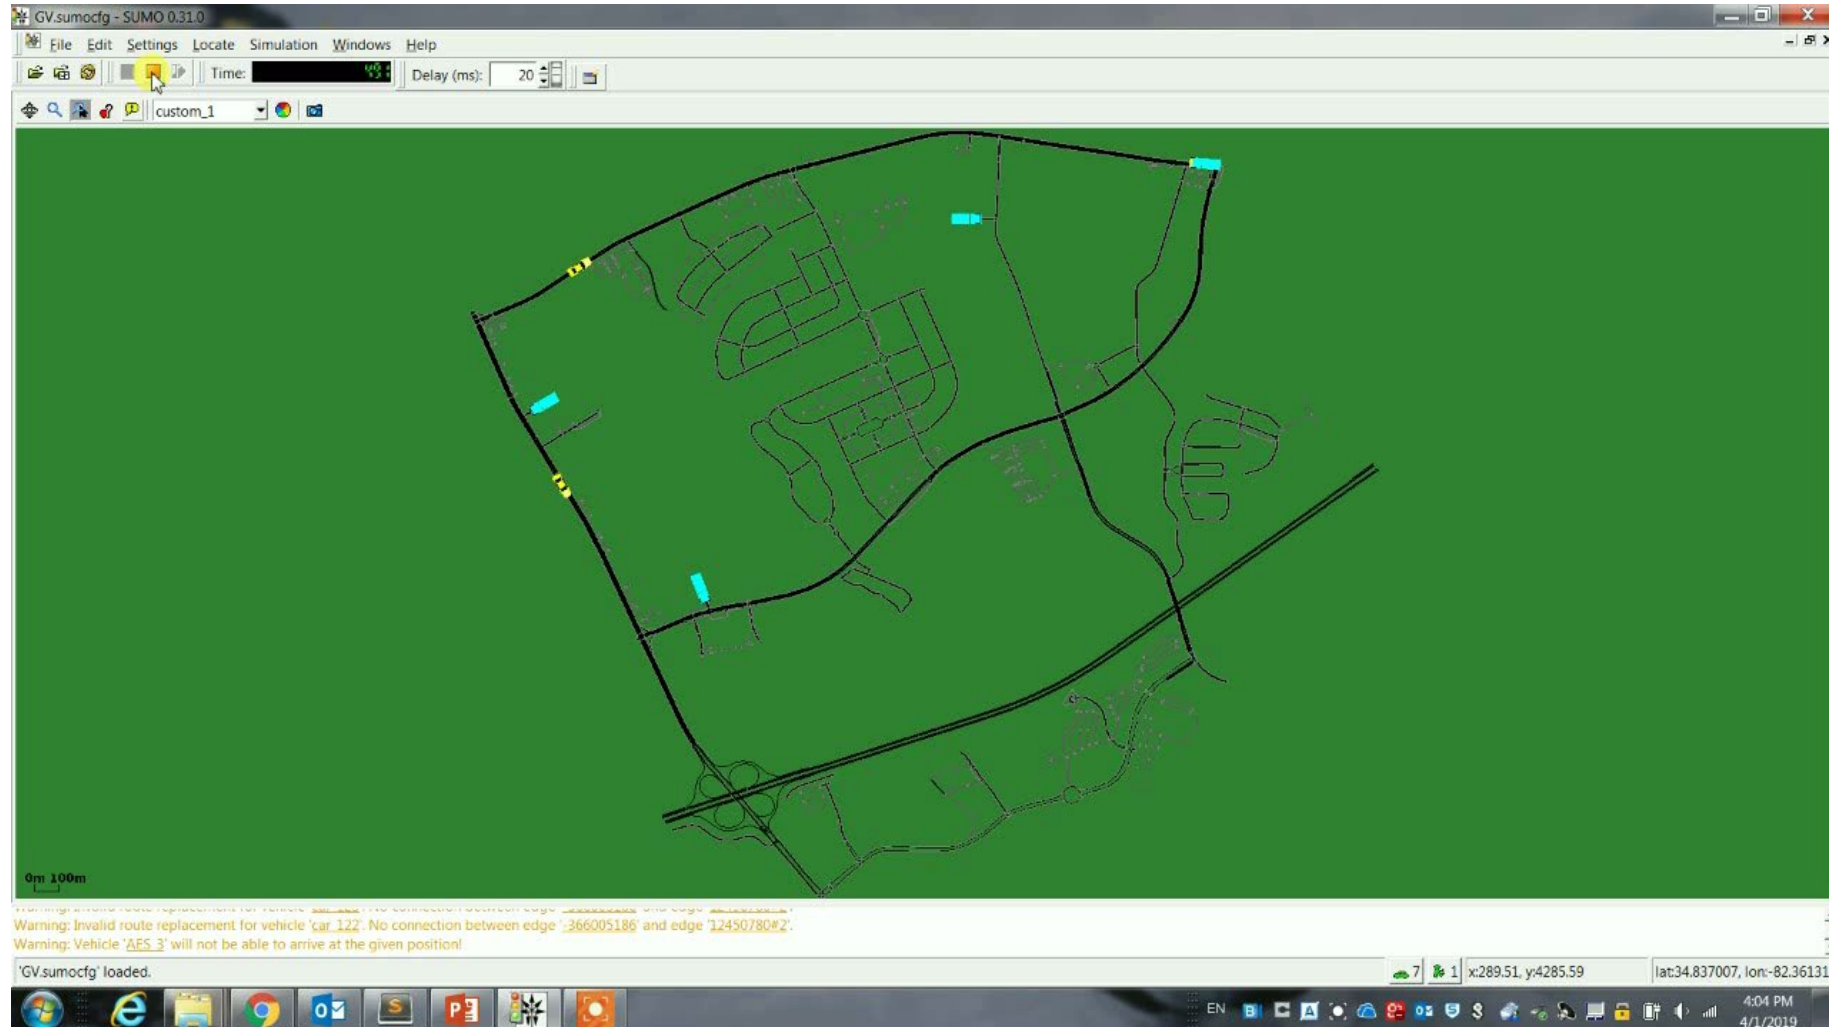 GV.sumocfg - SUMO 0.31.0
File Edit Settings Locate Simulation Windows Help
Time: Delay (ms): 20
custom_1
0m 100m
Warning: Invalid route replacement for vehicle 'car_122'. No connection between edge '-366005186' and edge '12450780#2'.
Warning: Vehicle 'AES_3' will not be able to arrive at the given position!
'GV.sumocfg' loaded.
7 1 x:289.51, y:4285.59 lat:34.837007, lon:-82.36131
EN
4:04 PM
4/1/2019